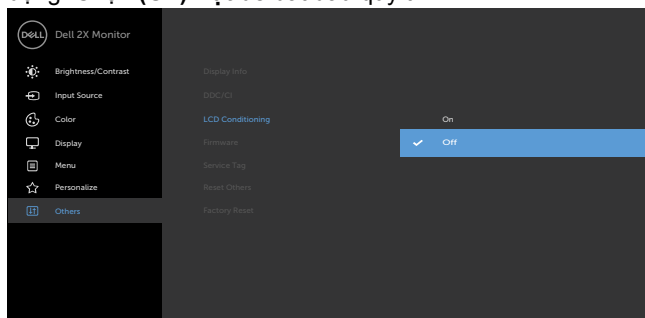 (On)
DELL Dell 2X Monitor
Brightness/Contrast Display Info
Input Source DDC/CI
Color LCD Conditioning On
Display Firmware Off
Menu Service Tag
Personalize Reset Others
Others Factory Reset